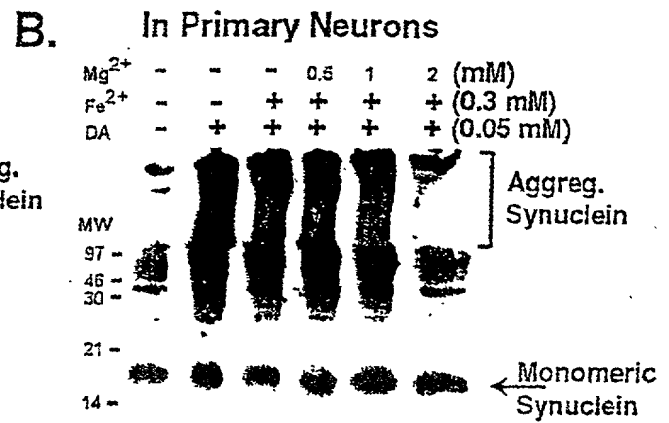 B. In Primary Neurons
Mg2+ - - - 0.5 1 2 (mM)
Fe2+ - - + + + + (0.3 mM)
DA - + + + + + (0.05 mM)
g.
lein
Aggreg.
Synuclein
MW
97 -
46 -
30 -
21 -
14 -
Monomeric
Synuclein